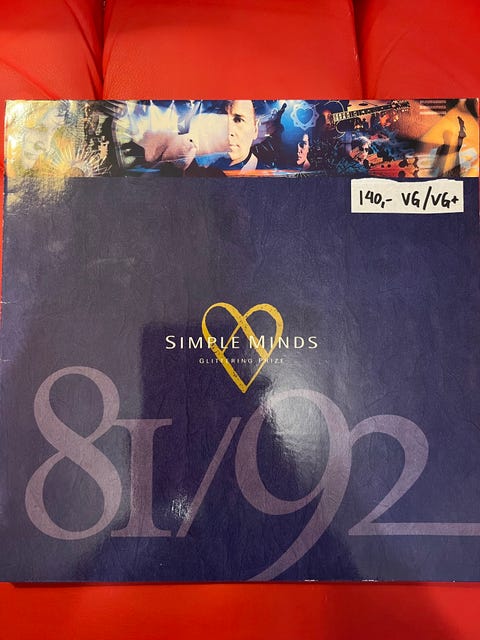 140,- VG/VG+
SIMPLE MINDS
GLITTERING PRIZE
81/92